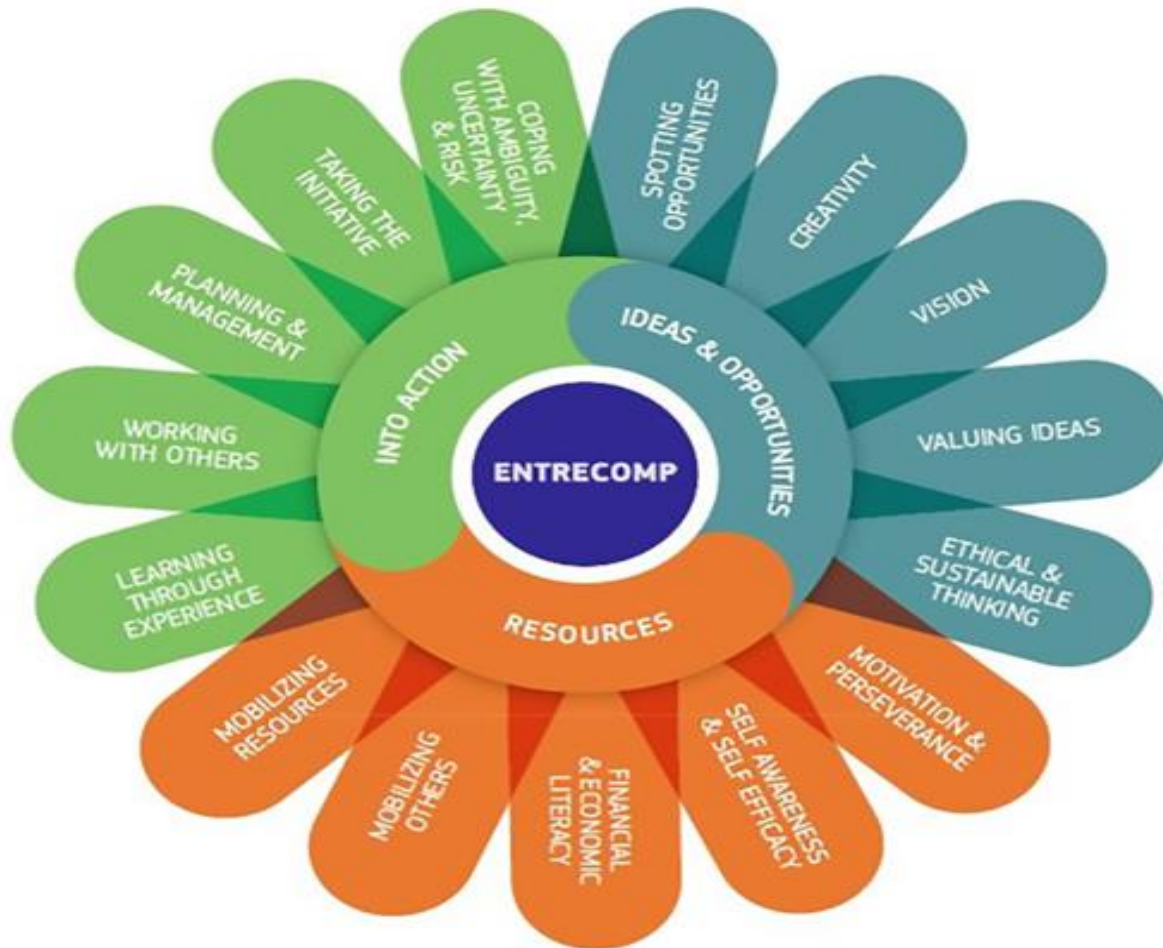 COPING
WITH AMBIGUITY,
UNCERTAINTY
& RISK
SPOTTING
OPPORTUNITIES
CREATIVITY
VISION
VALUING IDEAS
ETHICAL &
SUSTAINABLE
THINKING
MOTIVATION &
PERSEVERANCE
SELF AWARENESS
& SELF EFFICACY
FINANCIAL
& ECONOMIC
LITERACY
MOBILIZING
OTHERS
MOBILIZING
RESOURCES
LEARNING
THROUGH
EXPERIENCE
WORKING
WITH OTHERS
PLANNING &
MANAGEMENT
TAKING THE
INITIATIVE
INTO ACTION
IDEAS & OPPORTUNITIES
RESOURCES
ENTRECOMP